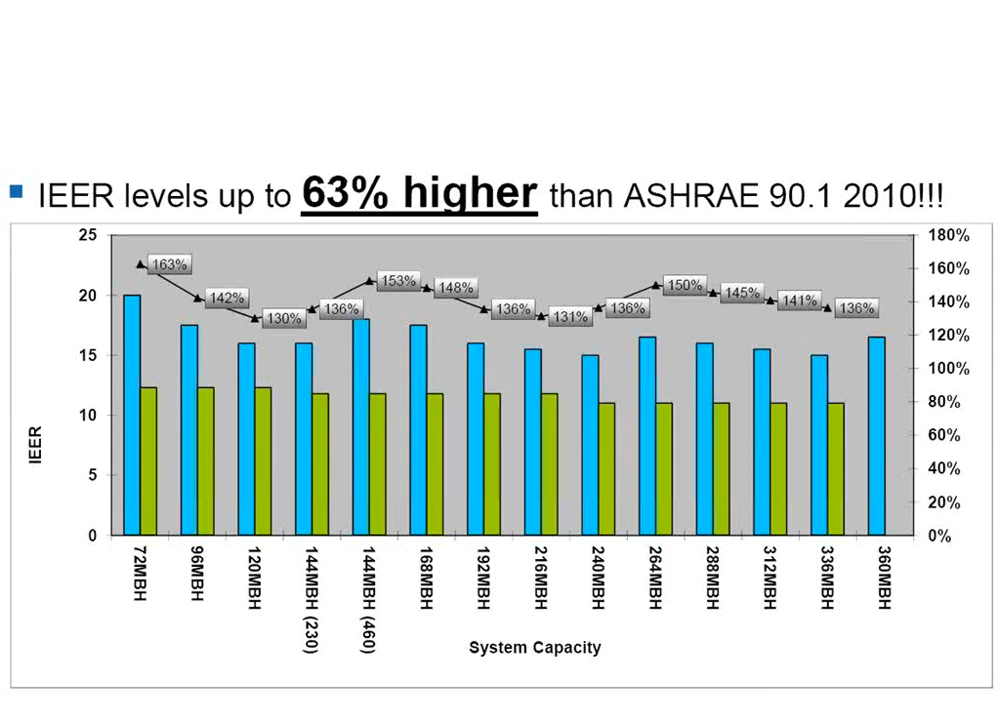 IEER levels up to 63% higher than ASHRAE 90.1 2010!!!
25
20
15
10
5
0
IEER
180%
160%
140%
120%
100%
80%
60%
40%
20%
0%
163%
142%
130%
136%
153%
148%
136%
131%
136%
150%
145%
141%
136%
72MBH
96MBH
120MBH
144MBH (230)
144MBH (460)
168MBH
192MBH
216MBH
240MBH
264MBH
288MBH
312MBH
336MBH
360MBH
System Capacity